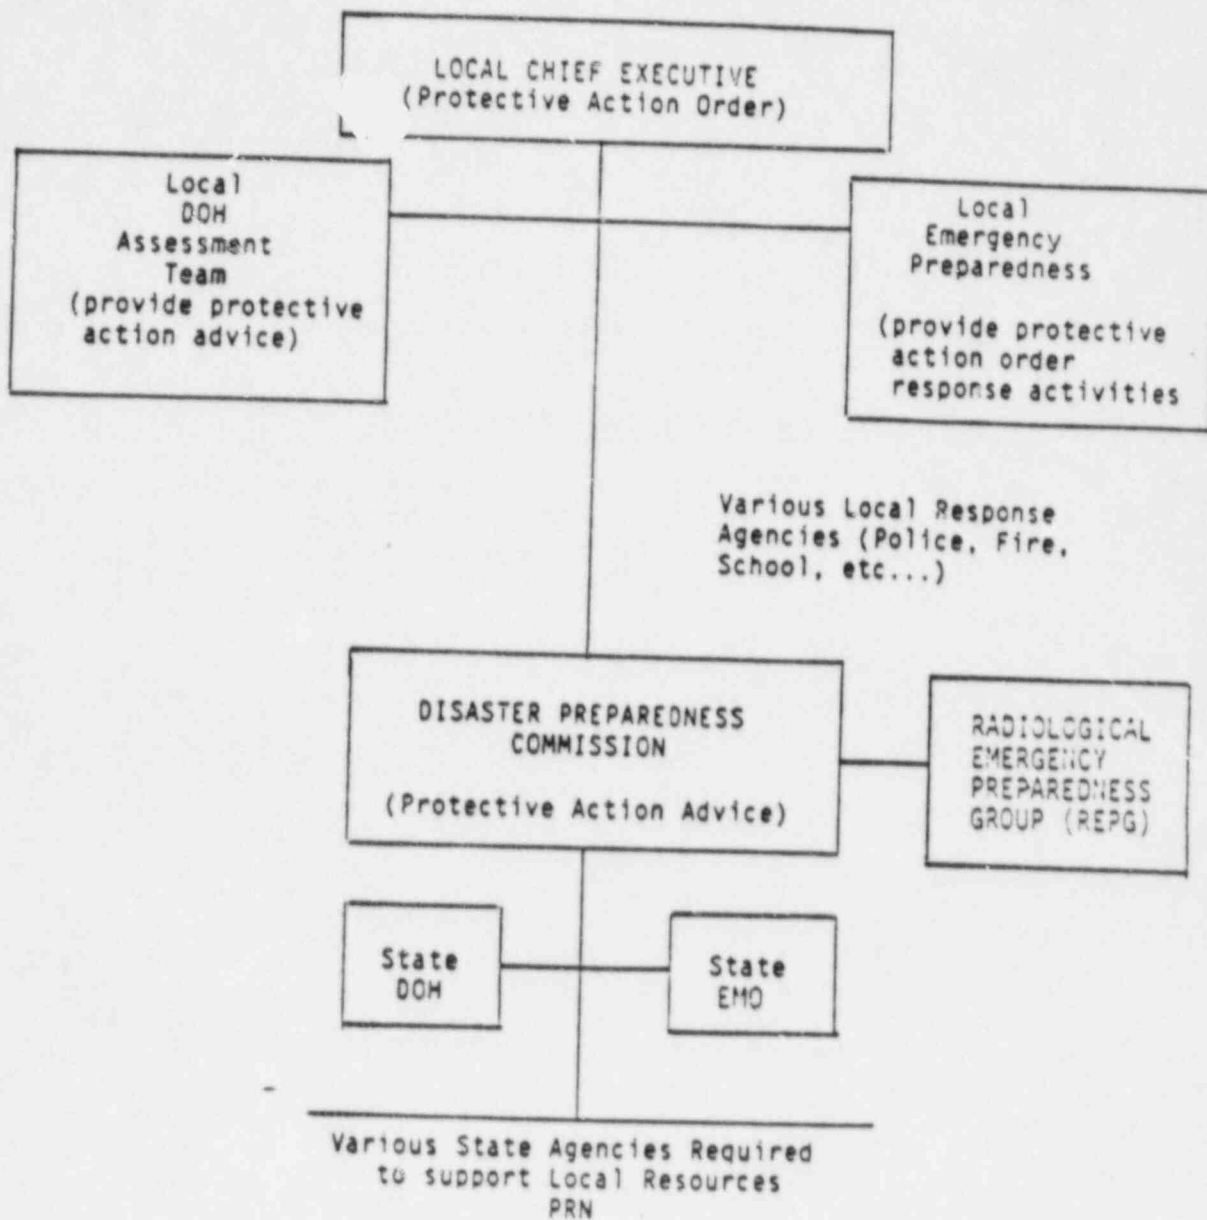 LOCAL CHIEF EXECUTIVE
(Protective Action Order)
Local
DOH
Assessment
Team
(provide protective
action advice)
Local
Emergency
Preparedness
(provide protective
action order
response activities
Various Local Response
Agencies (Police, Fire,
School, etc...)
DISASTER PREPAREDNESS
COMMISSION
(Protective Action Advice)
RADIOLOGICAL
EMERGENCY
PREPAREDNESS
GROUP (REPG)
State
DOH
State
EMO
Various State Agencies Required
to support Local Resources
PRN